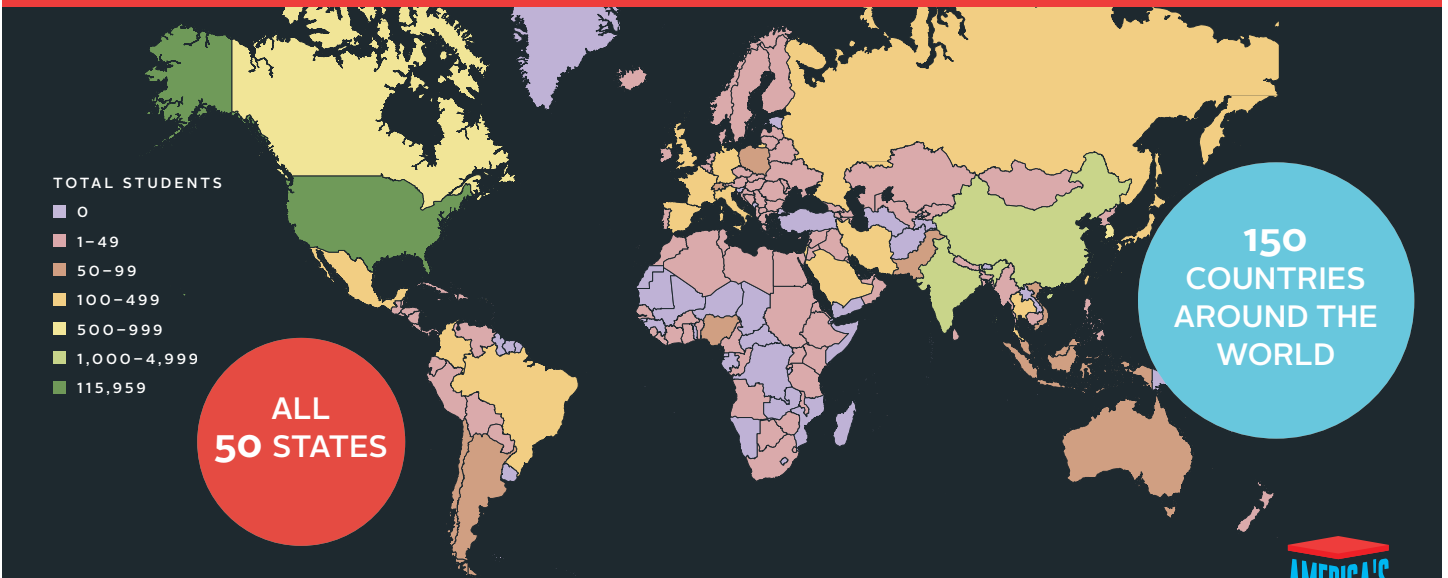 TOTAL STUDENTS
0
1–49
50–99
100–499
500–999
1,000–4,999
115,959
ALL
50 STATES
150
COUNTRIES
AROUND THE
WORLD
AMERICA'S